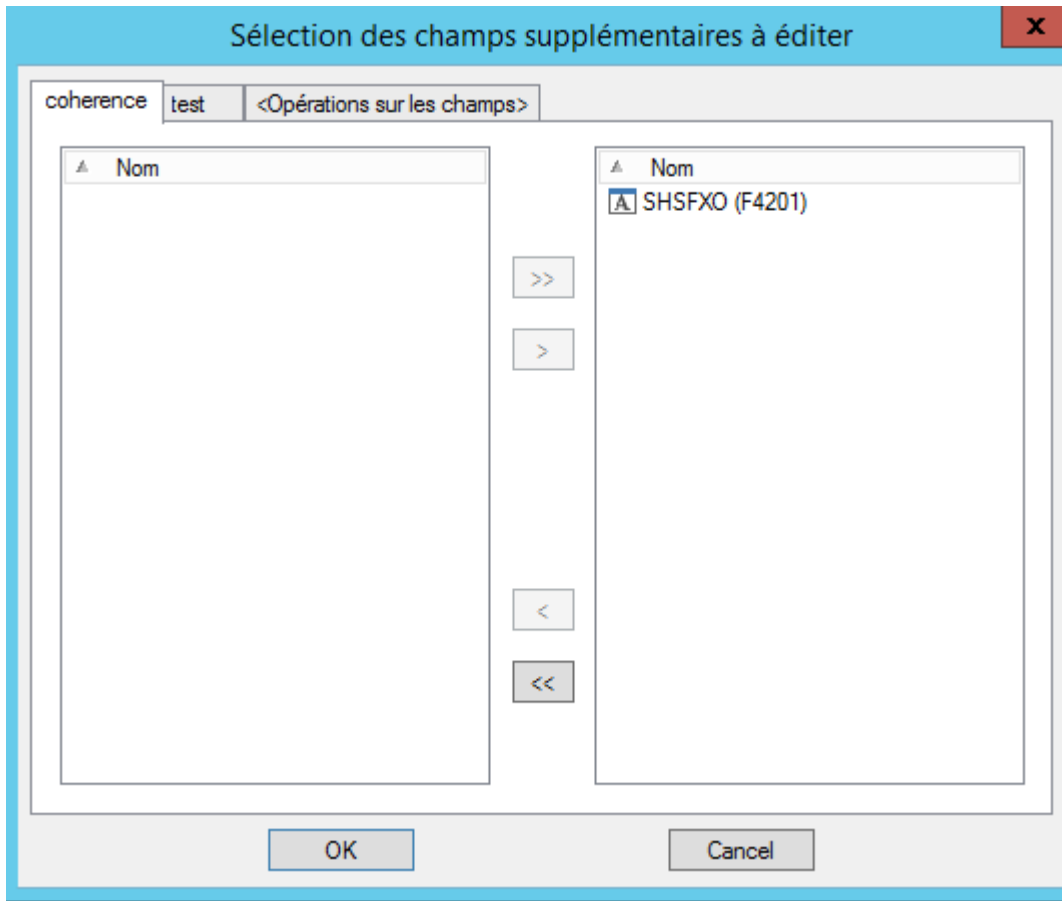 Sélection des champs supplémentaires à éditer
x
coherence test <Opérations sur les champs>
Nom Nom
A SHSFXO (F4201)
>>
>
<
<<
OK Cancel